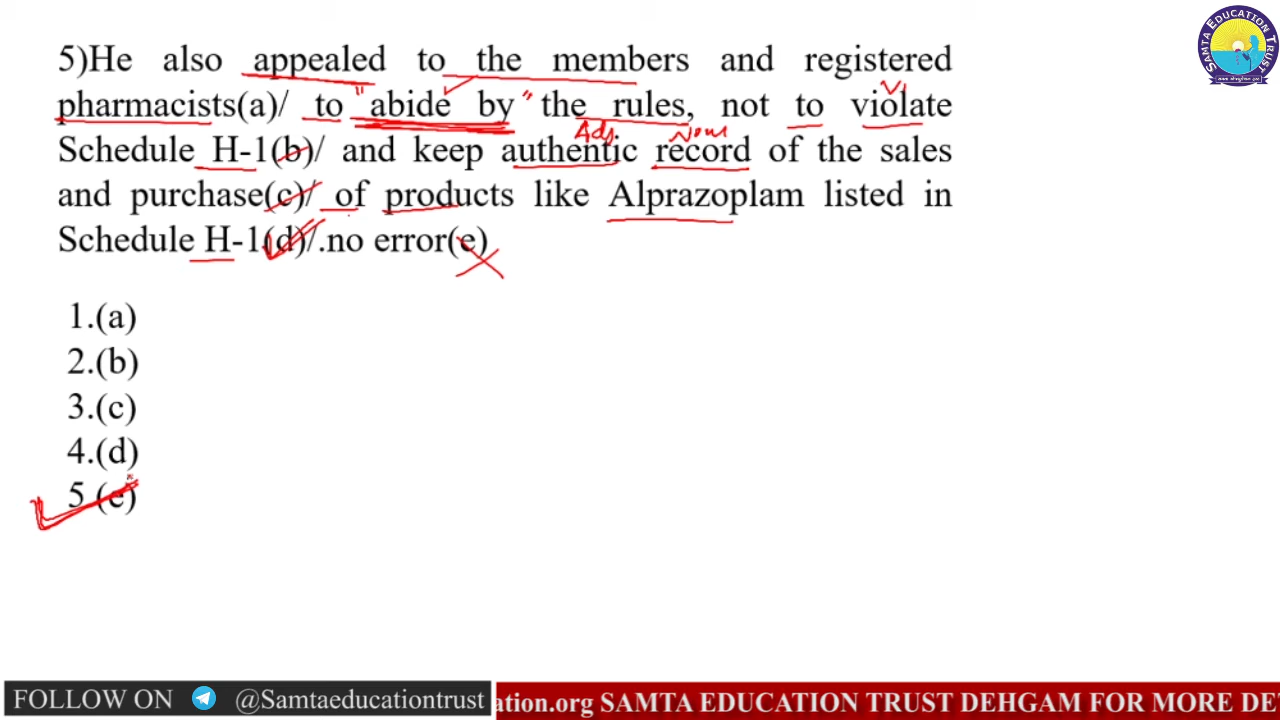 SAMTA EDUCATION TRUST
5)He also appealed to the members and registered
pharmacists(a)/ to "abide by" the rules, not to violate
V₁
Adj Noun
Schedule H-1(b)/ and keep authentic record of the sales
and purchase(c)/ of products like Alprazoplam listed in
Schedule H-1(d)/.no error(e)
1.(a)
2.(b)
3.(c)
4.(d)
5.(e)
FOLLOW ON @Samtaeducationtrust
ation.org SAMTA EDUCATION TRUST DEHGAM FOR MORE DE